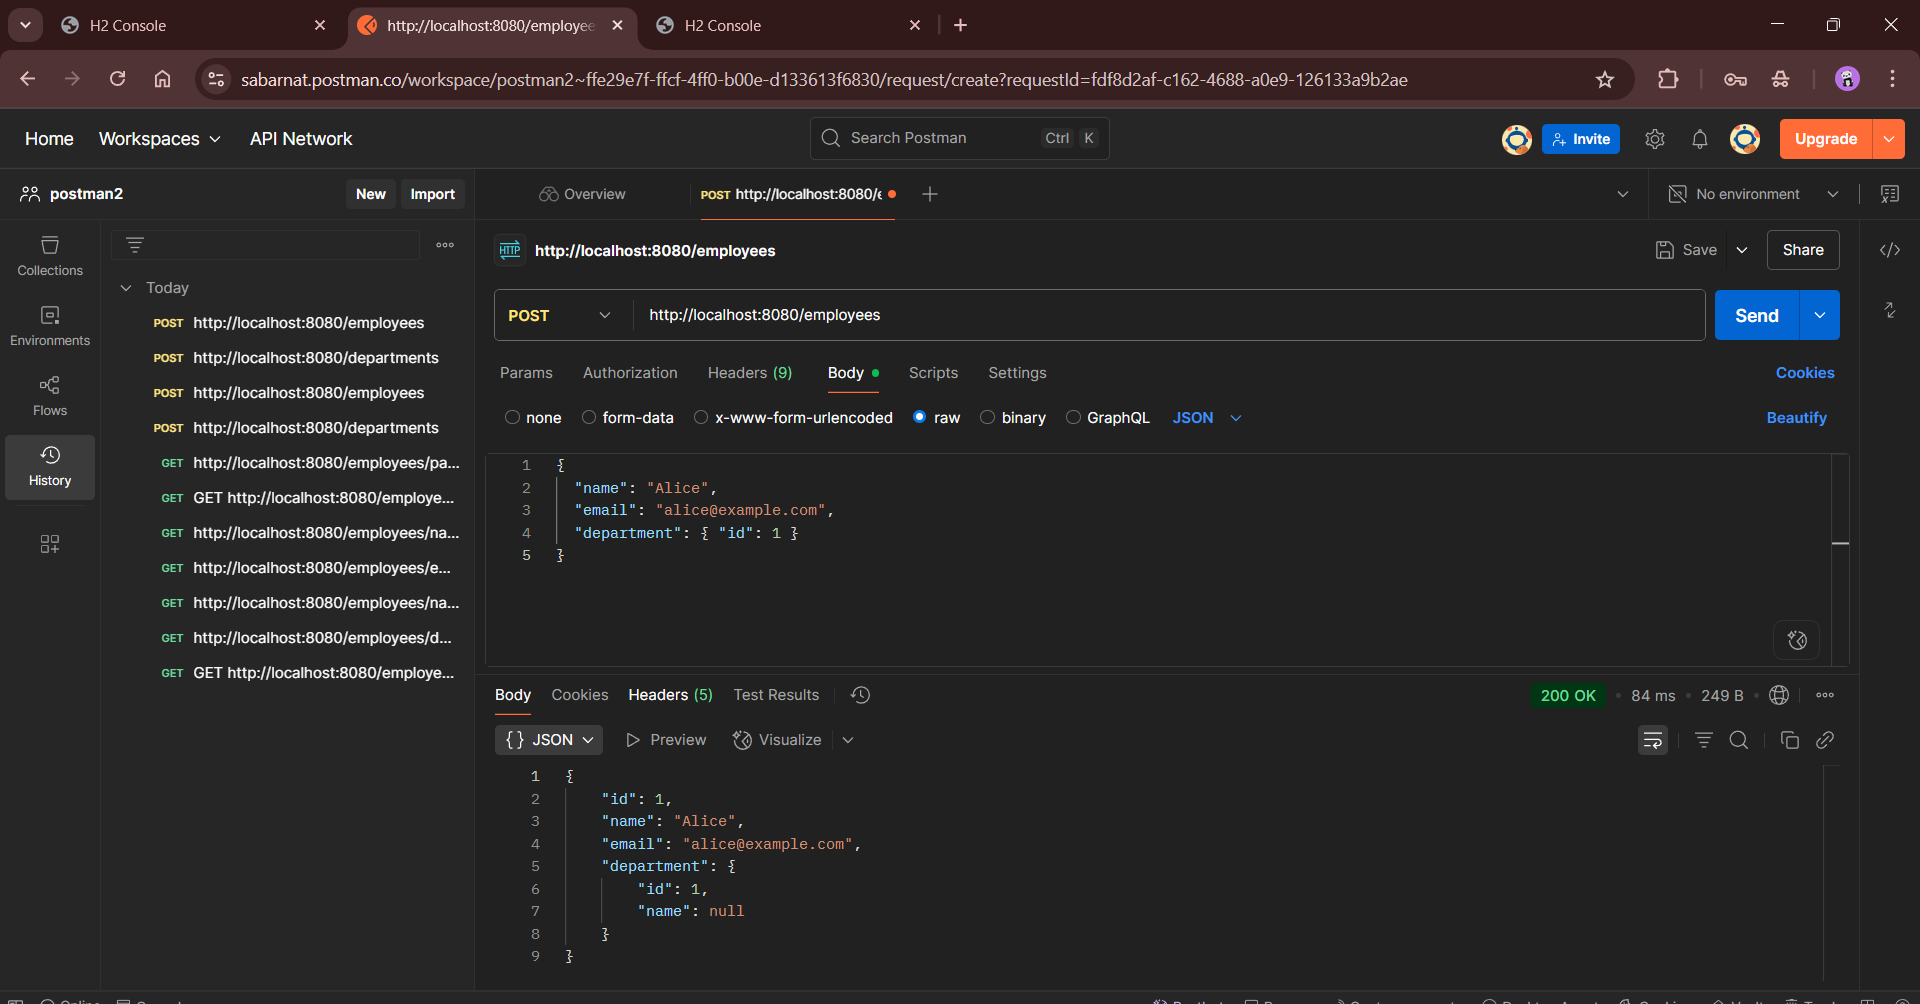 H2 Console
http://localhost:8080/employee
H2 Console
sabarnat.postman.co/workspace/postman2~ffe29e7f-ffcf-4ff0-b00e-d133613f6830/request/create?requestId=fdf8d2af-c162-4688-a0e9-126133a9b2ae
Home Workspaces API Network Search Postman Ctrl K Invite Upgrade
postman2 New Import Overview POST http://localhost:8080/e No environment
Collections
Environments
Flows
History
Today
POST http://localhost:8080/employees
POST http://localhost:8080/departments
POST http://localhost:8080/employees
POST http://localhost:8080/departments
GET http://localhost:8080/employees/pa...
GET GET http://localhost:8080/employe...
GET http://localhost:8080/employees/na...
GET http://localhost:8080/employees/e...
GET http://localhost:8080/employees/na...
GET http://localhost:8080/employees/d...
GET GET http://localhost:8080/employe...
HTTP http://localhost:8080/employees Save Share
POST http://localhost:8080/employees Send
Params Authorization Headers (9) Body Scripts Settings Cookies
none form-data x-www-form-urlencoded raw binary GraphQL JSON Beautify
1 {
2 "name": "Alice",
3 "email": "alice@example.com",
4 "department": { "id": 1 }
5 }
Body Cookies Headers (5) Test Results 200 OK 84 ms 249 B
{} JSON Preview Visualize
1 {
2 "id": 1,
3 "name": "Alice",
4 "email": "alice@example.com",
5 "department": {
6 "id": 1,
7 "name": null
8 }
9 }